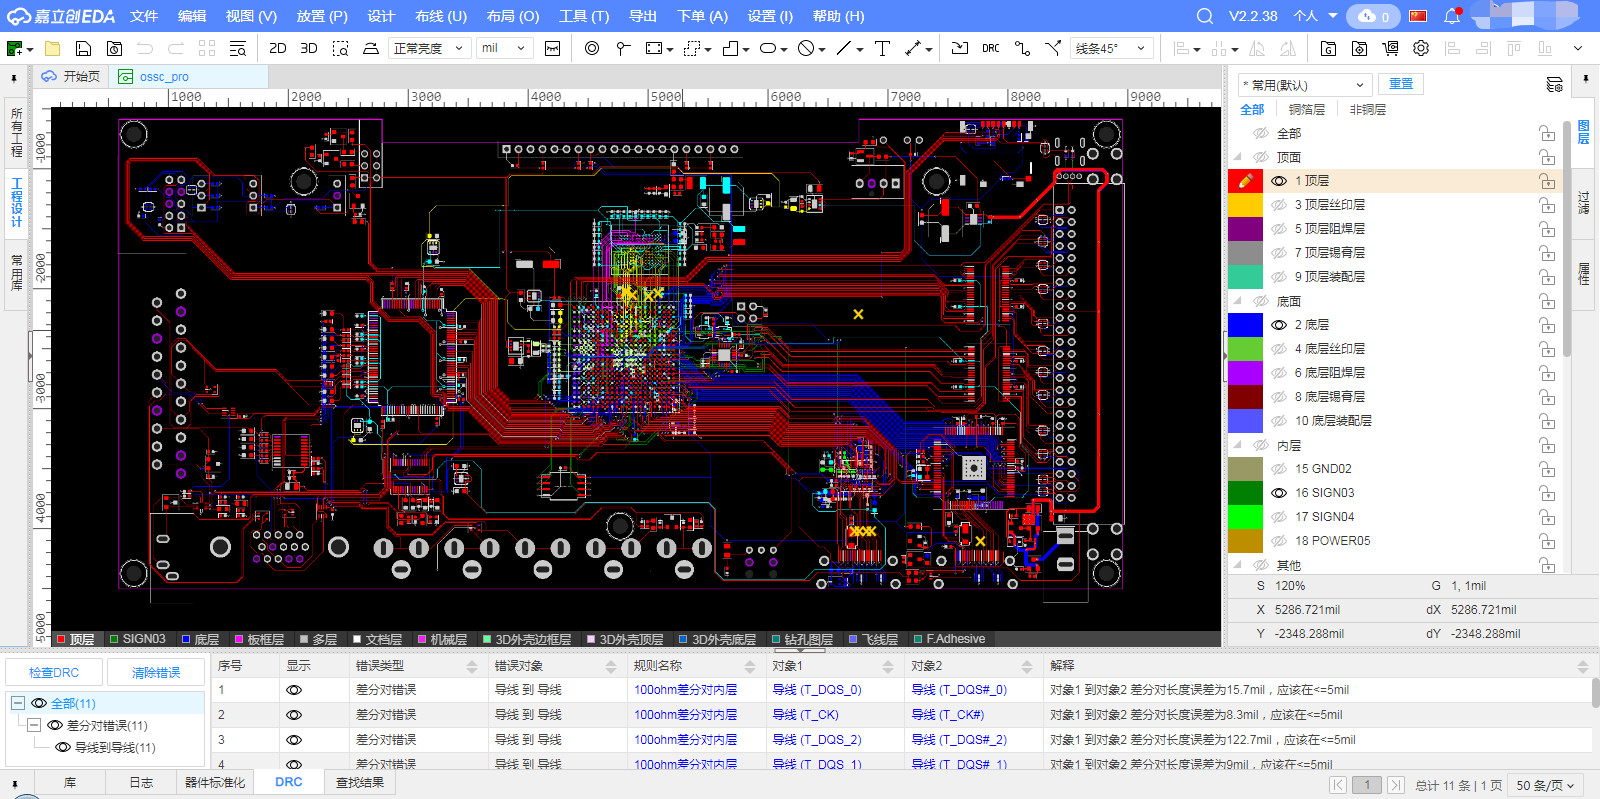 嘉立创EDA 文件 编辑 视图 (V) 放置 (P) 设计 布线 (U) 布局 (O) 工具 (T) 导出 下单 (A) 设置 (I) 帮助 (H) V2.2.38 个人 0
2D 3D 正常亮度 mil DRC 线条45°
开始页 ossc_pro
1000 2000 3000 4000 5000 6000 7000 8000 9000
-1000
-2000
-3000
-4000
-5000
所有工程
工程设计
常用库
* 常用(默认) 重置
全部 铜箔层 非铜层
全部
顶面
1 顶层
3 顶层丝印层
5 顶层阻焊层
7 顶层锡膏层
9 顶层装配层
底面
2 底层
4 底层丝印层
6 底层阻焊层
8 底层锡膏层
10 底层装配层
内层
15 GND02
16 SIGN03
17 SIGN04
18 POWER05
其他
图层
过滤
属性
S 120% G 1, 1mil
X 5286.721mil dX 5286.721mil
Y -2348.288mil dY -2348.288mil
顶层 SIGN03 底层 板框层 多层 文档层 机械层 3D外壳边框层 3D外壳顶层 3D外壳底层 钻孔图层 飞线层 F.Adhesive
检查DRC 清除错误
全部(11)
差分对错误(11)
导线到导线(11)
序号 显示 错误类型 错误对象 规则名称 对象1 对象2 解释
1 差分对错误 导线 到 导线 100ohm差分对内层 导线 (T_DQS_0) 导线 (T_DQS#_0) 对象1 到对象2 差分对长度误差为15.7mil，应该在<=5mil
2 差分对错误 导线 到 导线 100ohm差分对内层 导线 (T_CK) 导线 (T_CK#) 对象1 到对象2 差分对长度误差为8.3mil，应该在<=5mil
3 差分对错误 导线 到 导线 100ohm差分对内层 导线 (T_DQS_2) 导线 (T_DQS#_2) 对象1 到对象2 差分对长度误差为122.7mil，应该在<=5mil
4 差分对错误 导线 到 导线 100ohm差分对内层 导线 (T_DQS_1) 导线 (T_DQS#_1) 对象1 到对象2 差分对长度误差为9mil，应该在<=5mil
库 日志 器件标准化 DRC 查找结果 1 总计 11 条 | 1 页 50 条/页